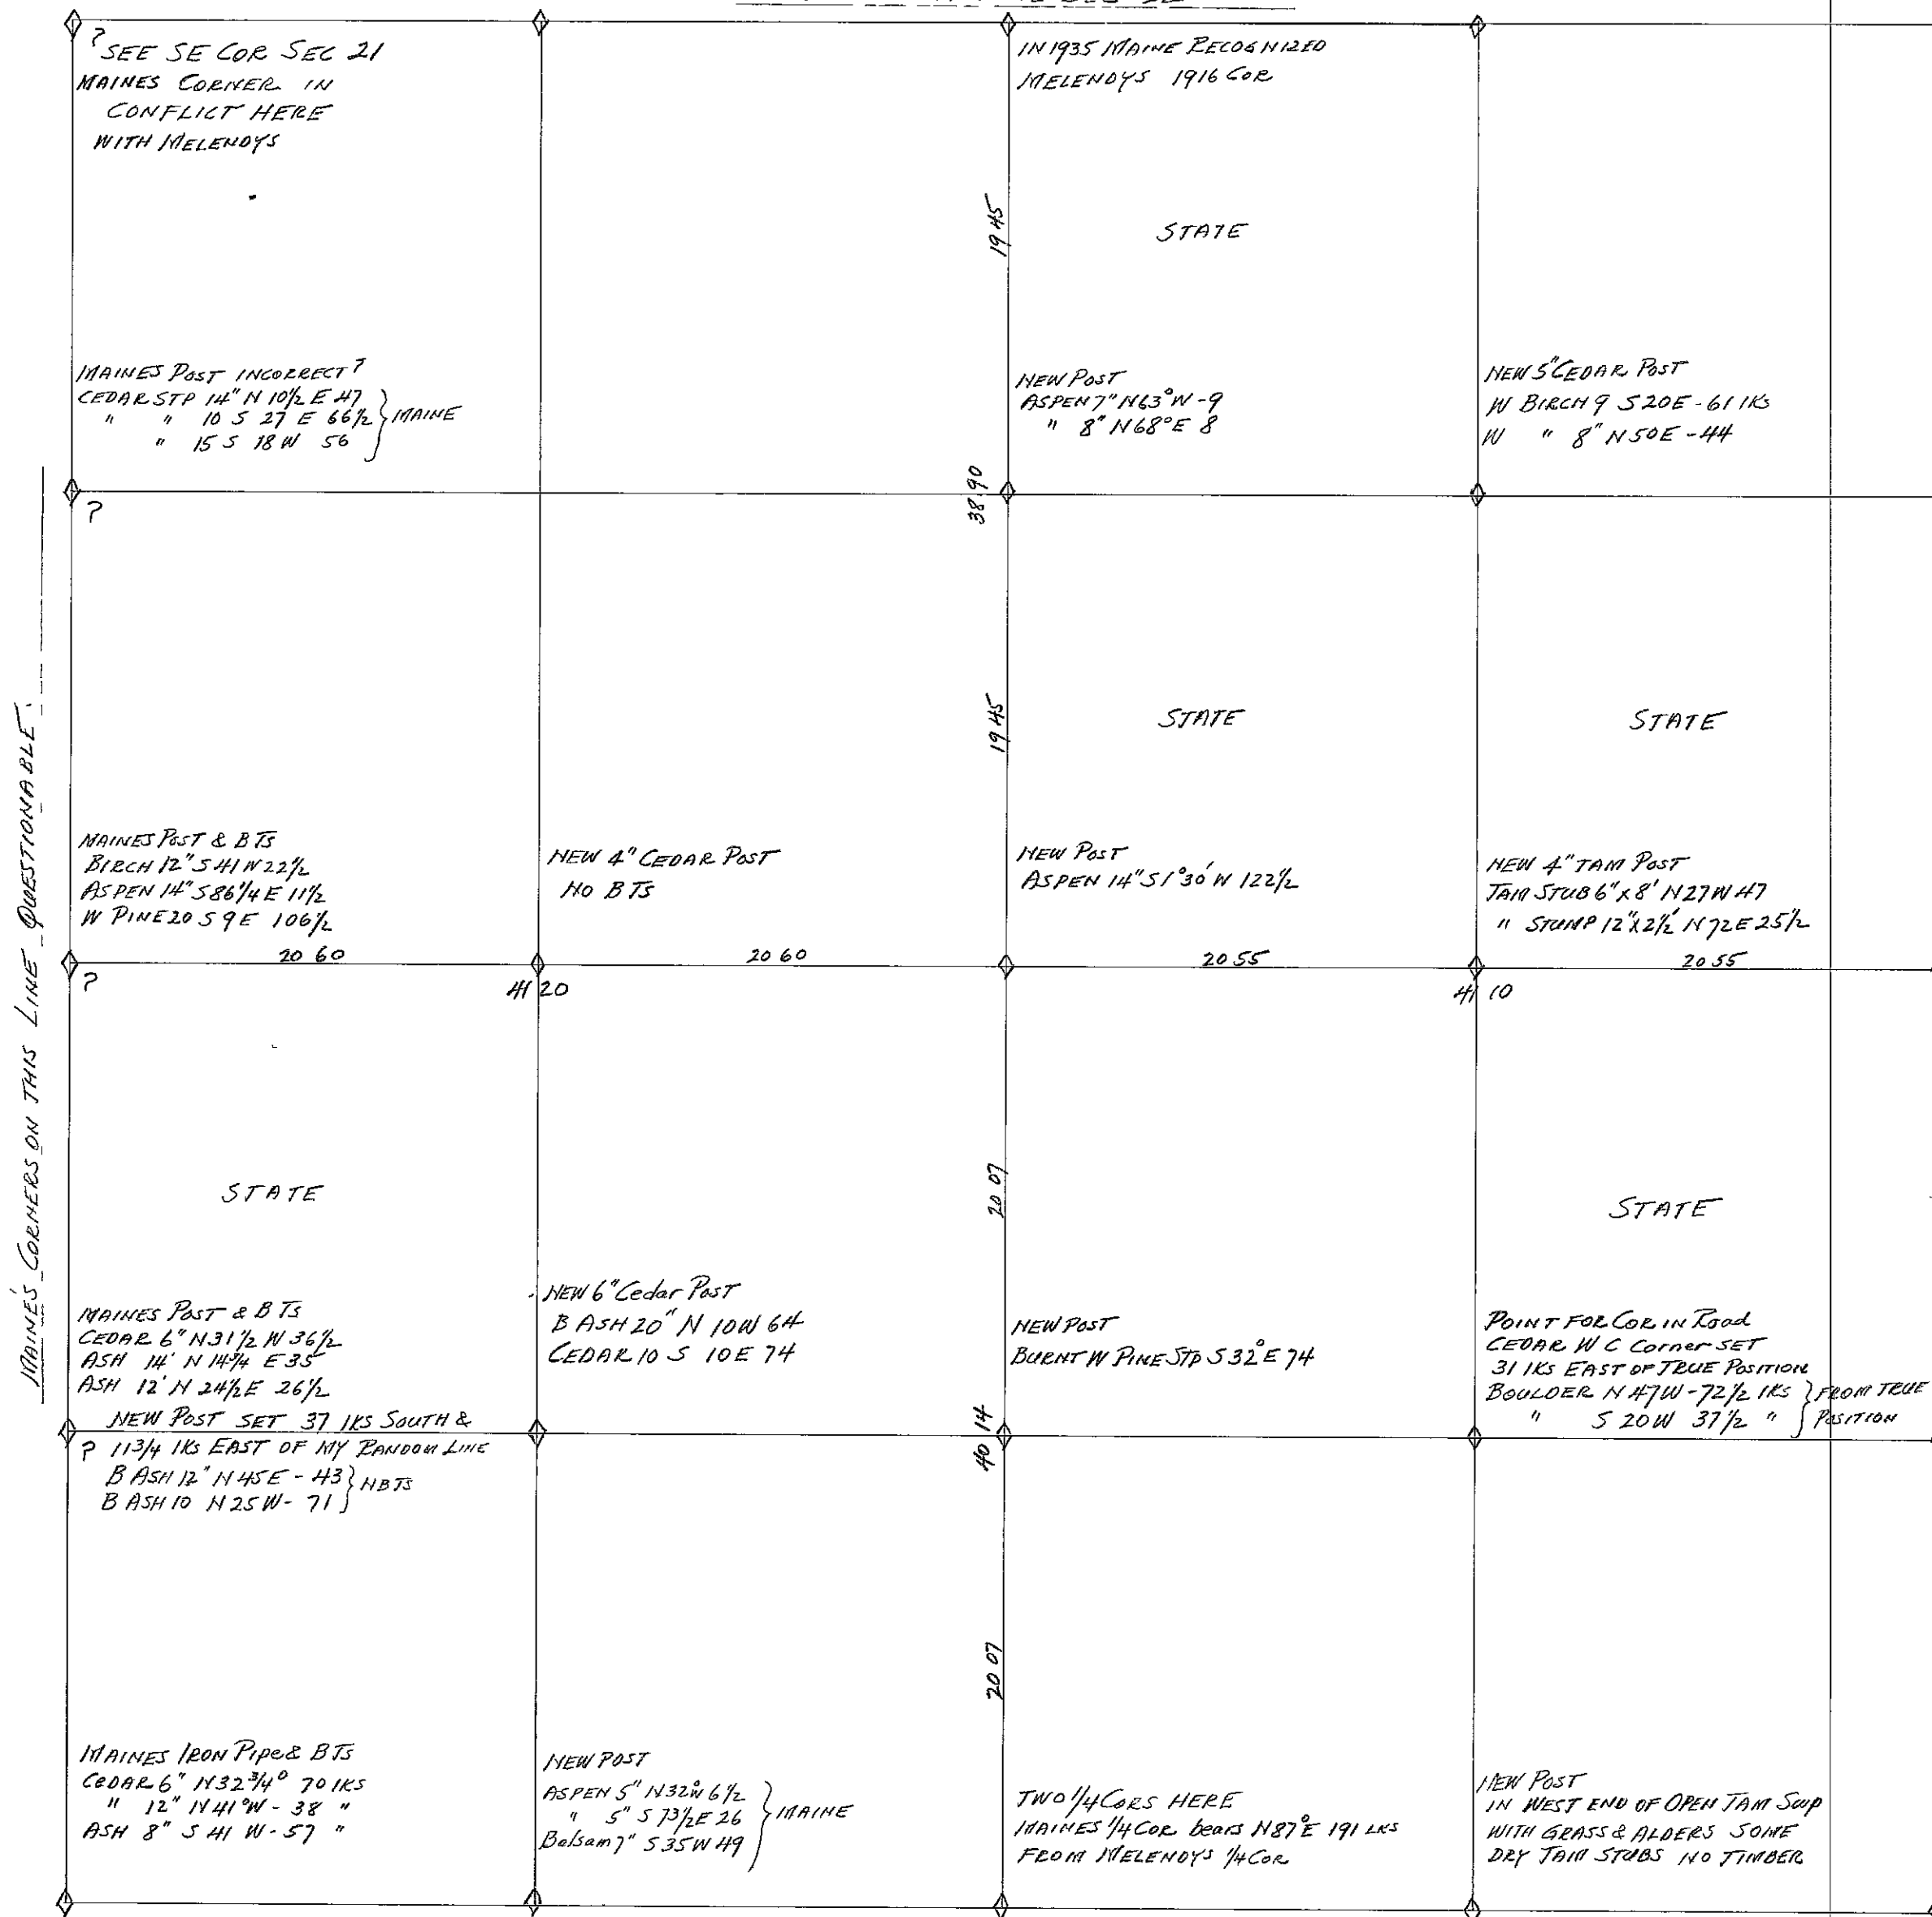 ? SEE SE COR SEC 21
MAINES CORNER IN
CONFLICT HERE
WITH MELENDYS
IN 1935 MAINE RECOGNIZED
MELENDYS 1916 COR
19 45
STATE
MAINES POST INCORRECT?
CEDAR STP 14" N 10½ E 47
" " 10 S 27 E 66½
" 15 S 18 W 56
} MAINE
NEW POST
ASPEN 7" N63°W -9
" 8" N68°E 8
NEW 5" CEDAR POST
W BIRCH 9 S20E - 61 lKS
W " 8" N50E -44
?
38 90
MAINE'S CORNERS ON THIS LINE QUESTIONABLE.
19 45
STATE
STATE
MAINES POST & BTS
BIRCH 12" S 41 W 22½
ASPEN 14" S 86¼ E 11½
W PINE 20 S 9E 106½
NEW 4" CEDAR POST
NO BTS
NEW POST
ASPEN 14" S1°30' W 122½
NEW 4" TAM POST
TAM STUB 6" x 8' N27W 47
" STUMP 12" X 2½' N72E 25½
20 60
20 60
20 55
20 55
?
41 20
41 10
STATE
20 07
STATE
MAINES POST & BTS
CEDAR 6" N31½ W 36½
ASH 14' N 14¾ E 35
ASH 12' N 24½E 26½
NEW 6" Cedar Post
B ASH 20" N 10W 64
CEDAR 10 S 10E 74
NEW POST
BURNT W PINE STP S32°E 74
POINT FOR COR IN Road
CEDAR W C Corner SET
31 lKS EAST OF TRUE POSITION
BOULDER N 47W -72½ lKS
" S 20W 37½ "
} FROM TRUE
POSITION
NEW POST SET 37 lKS SOUTH &
? 11 3/4 lKS EAST OF MY RANDOM LINE
B ASH 12" N45E - 43
B ASH 10 N25W - 71
} NBTS
40 14
20 07
MAINES IRON Pipe & BTS
CEDAR 6" N32¾° 70 lKS
" 12" N41°W - 38 "
ASH 8" S 41 W - 57 "
NEW POST
ASPEN 5" N32°W 6½
" 5" S 73½E 26
Balsam 7" S35W 49
} MAINE
TWO 1/4 CORS HERE
MAINES 1/4 COR bears N87°E 191 LKS
FROM MELENDYS 1/4 COR
NEW POST
IN WEST END OF OPEN TAM SWP
WITH GRASS & ALDERS SOME
DRY TAM STUBS NO TIMBER